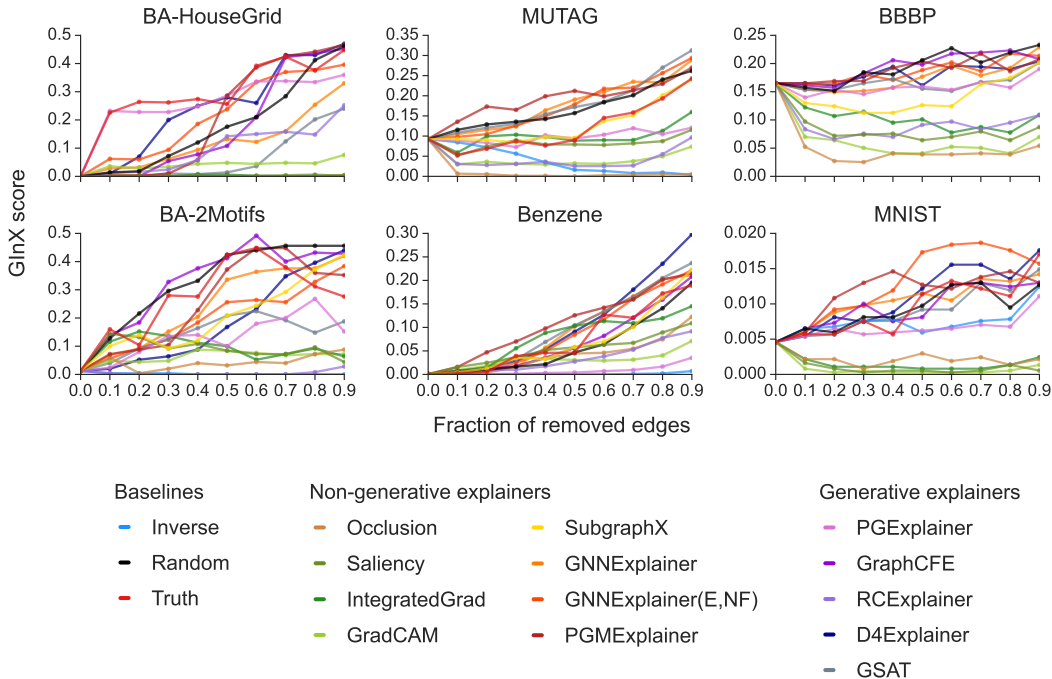 BA-HouseGrid
MUTAG
BBBP
0.5
0.4
0.3
0.2
0.1
0.0
0.35
0.30
0.25
0.20
0.15
0.10
0.05
0.00
0.25
0.20
0.15
0.10
0.05
0.00
GInX score
BA-2Motifs
Benzene
MNIST
0.5
0.4
0.3
0.2
0.1
0.0
0.30
0.25
0.20
0.15
0.10
0.05
0.00
0.020
0.015
0.010
0.005
0.000
0.0 0.1 0.2 0.3 0.4 0.5 0.6 0.7 0.8 0.9
0.0 0.1 0.2 0.3 0.4 0.5 0.6 0.7 0.8 0.9
0.0 0.1 0.2 0.3 0.4 0.5 0.6 0.7 0.8 0.9
Fraction of removed edges
Baselines
Inverse
Random
Truth
Non-generative explainers
Occlusion
Saliency
IntegratedGrad
GradCAM
SubgraphX
GNNExplainer
GNNExplainer(E,NF)
PGMExplainer
Generative explainers
PGExplainer
GraphCFE
RCExplainer
D4Explainer
GSAT